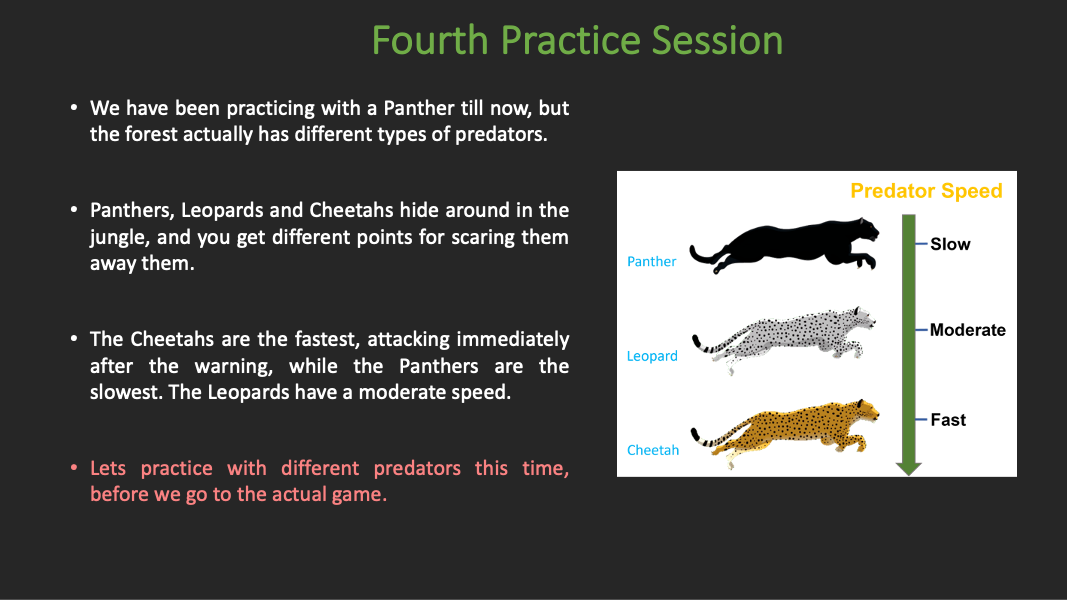 Fourth Practice Session
• We have been practicing with a Panther till now, but
the forest actually has different types of predators.
• Panthers, Leopards and Cheetahs hide around in the
jungle, and you get different points for scaring them
away them.
• The Cheetahs are the fastest, attacking immediately
after the warning, while the Panthers are the
slowest. The Leopards have a moderate speed.
• Lets practice with different predators this time,
before we go to the actual game.
Predator Speed
Panther
Slow
Leopard
Moderate
Cheetah
Fast